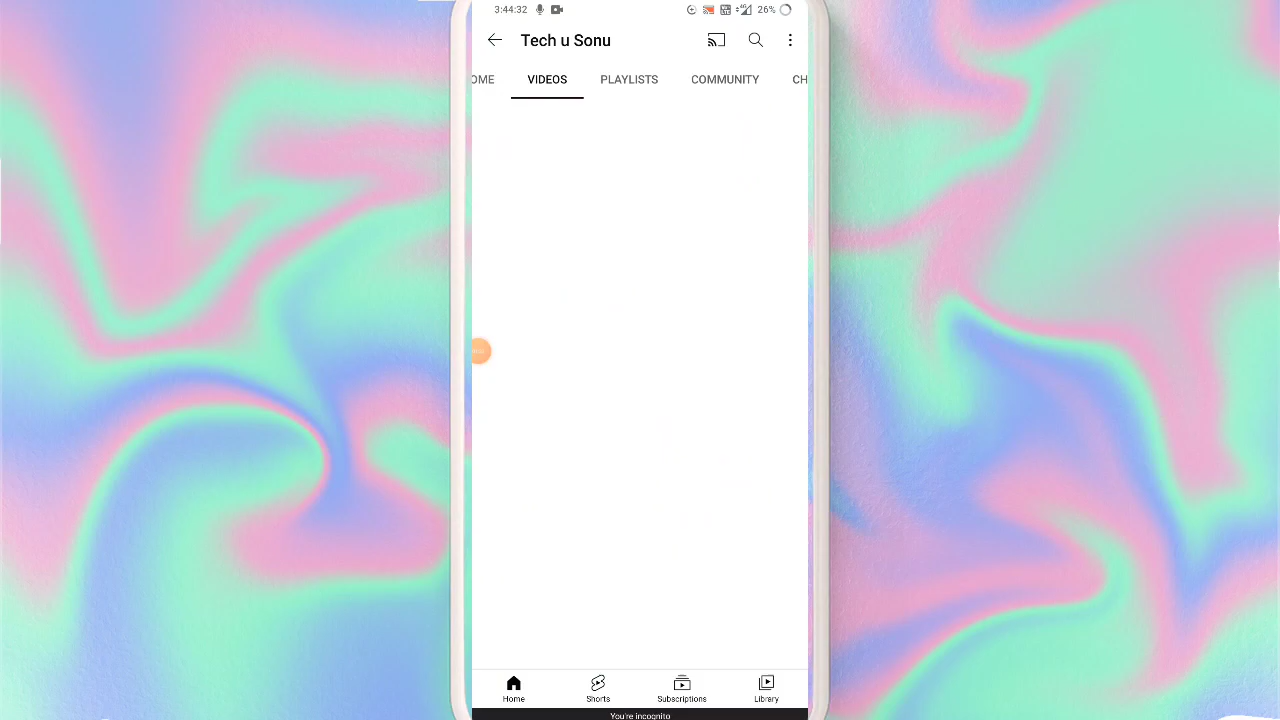 3:44:32 26%
Tech u Sonu
OME VIDEOS PLAYLISTS COMMUNITY CH
Home Shorts Subscriptions Library
You're incognito